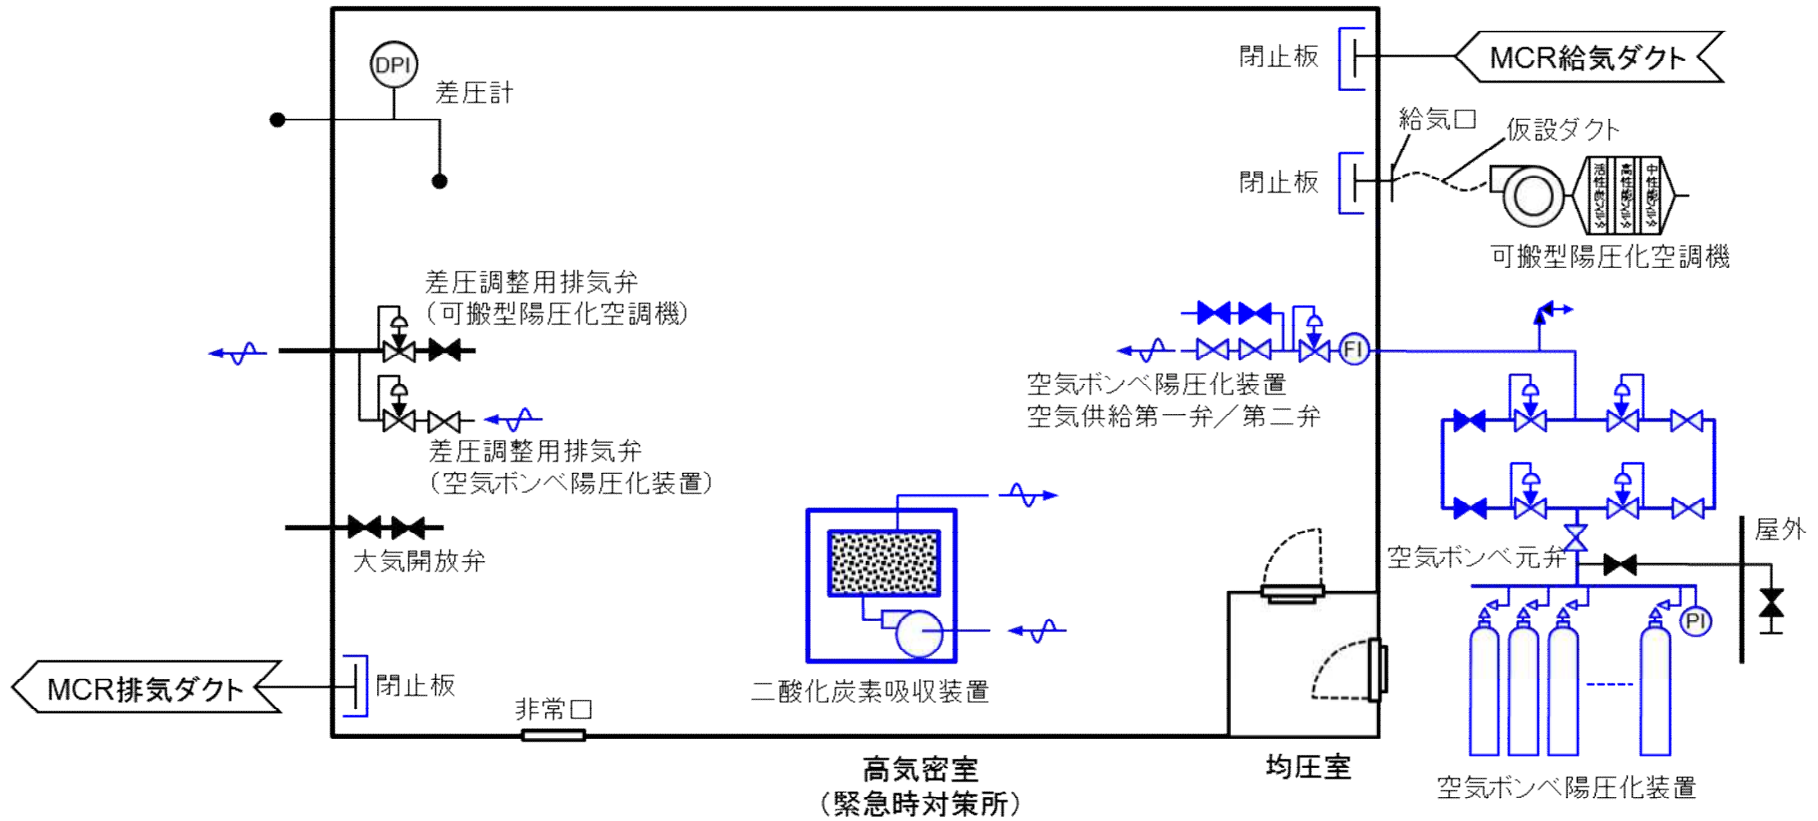 DPI
差圧計
閉止板
MCR給気ダクト
給気口
仮設ダクト
閉止板
可搬型陽圧化空調機
差圧調整用排気弁
（可搬型陽圧化空調機）
差圧調整用排気弁
（空気ボンベ陽圧化装置）
大気開放弁
FI
空気ボンベ陽圧化装置
空気供給第一弁／第二弁
空気ボンベ元弁
屋外
PI
空気ボンベ陽圧化装置
二酸化炭素吸収装置
MCR排気ダクト
閉止板
非常口
高気密室
（緊急時対策所）
均圧室